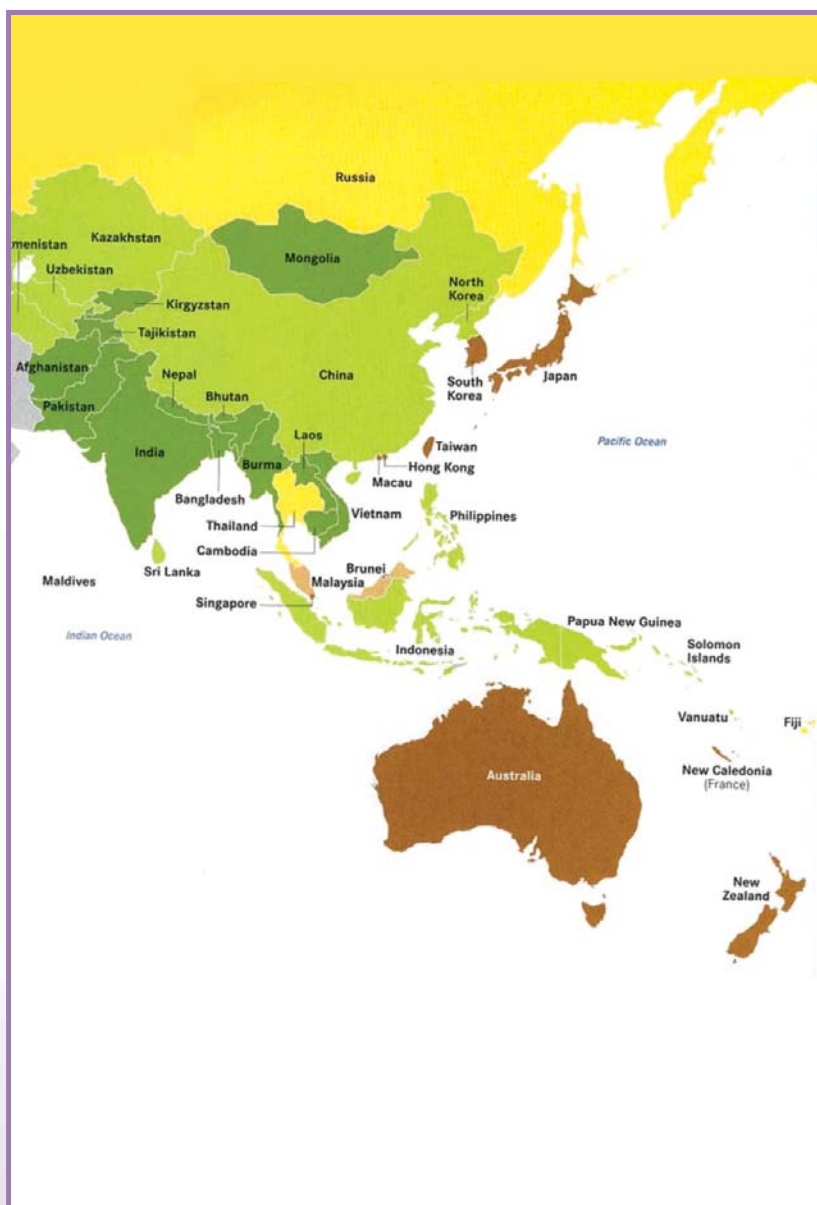 Russia
Kazakhstan
menistan
Mongolia
Uzbekistan
North
Korea
Kirgyzstan
Tajikistan
Afghanistan
Nepal
China
South
Korea
Japan
Bhutan
Pakistan
Laos
Pacific Ocean
Taiwan
India
Burma
Hong Kong
Macau
Bangladesh
Vietnam
Philippines
Thailand
Cambodia
Brunei
Sri Lanka
Maldives
Malaysia
Singapore
Papua New Guinea
Indian Ocean
Solomon
Islands
Indonesia
Vanuatu
Fiji
New Caledonia
(France)
Australia
New
Zealand